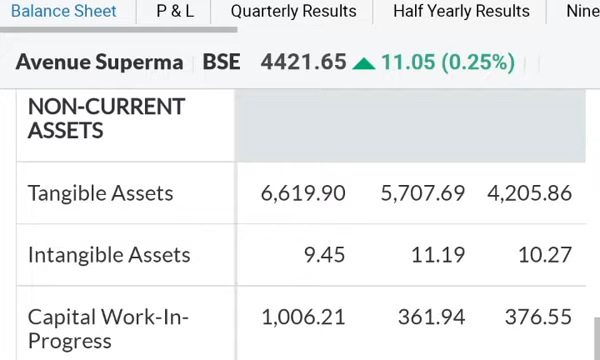 Balance Sheet P & L Quarterly Results Half Yearly Results Nine
Avenue Superma BSE 4421.65 ▲ 11.05 (0.25%)
NON-CURRENT
ASSETS
Tangible Assets 6,619.90 5,707.69 4,205.86
Intangible Assets 9.45 11.19 10.27
Capital Work-In-
Progress 1,006.21 361.94 376.55